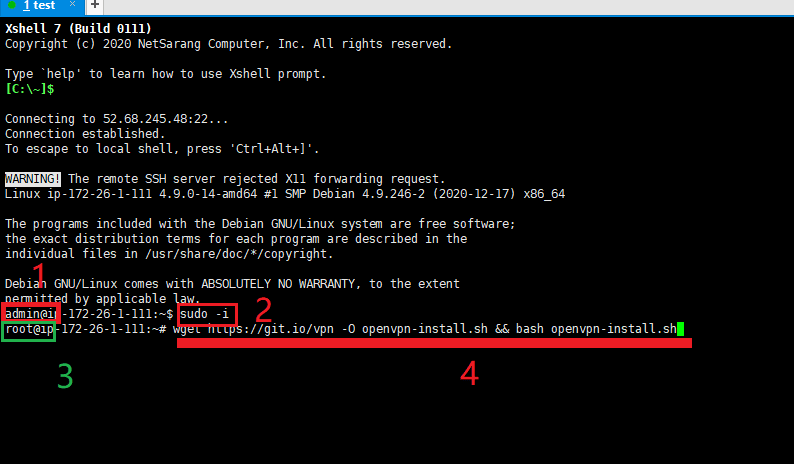 1 test × +
Xshell 7 (Build 0111)
Copyright (c) 2020 NetSarang Computer, Inc. All rights reserved.
Type `help' to learn how to use Xshell prompt.
[C:\~]$
Connecting to 52.68.245.48:22...
Connection established.
To escape to local shell, press 'Ctrl+Alt+]'.
WARNING! The remote SSH server rejected X11 forwarding request.
Linux ip-172-26-1-111 4.9.0-14-amd64 #1 SMP Debian 4.9.246-2 (2020-12-17) x86_64
The programs included with the Debian GNU/Linux system are free software;
the exact distribution terms for each program are described in the
individual files in /usr/share/doc/*/copyright.
1
Debian GNU/Linux comes with ABSOLUTELY NO WARRANTY, to the extent
permitted by applicable law.
admin@ip-172-26-1-111:~$ sudo -i
2
root@ip-172-26-1-111:~# wget https://git.io/vpn -O openvpn-install.sh && bash openvpn-install.sh
3
4